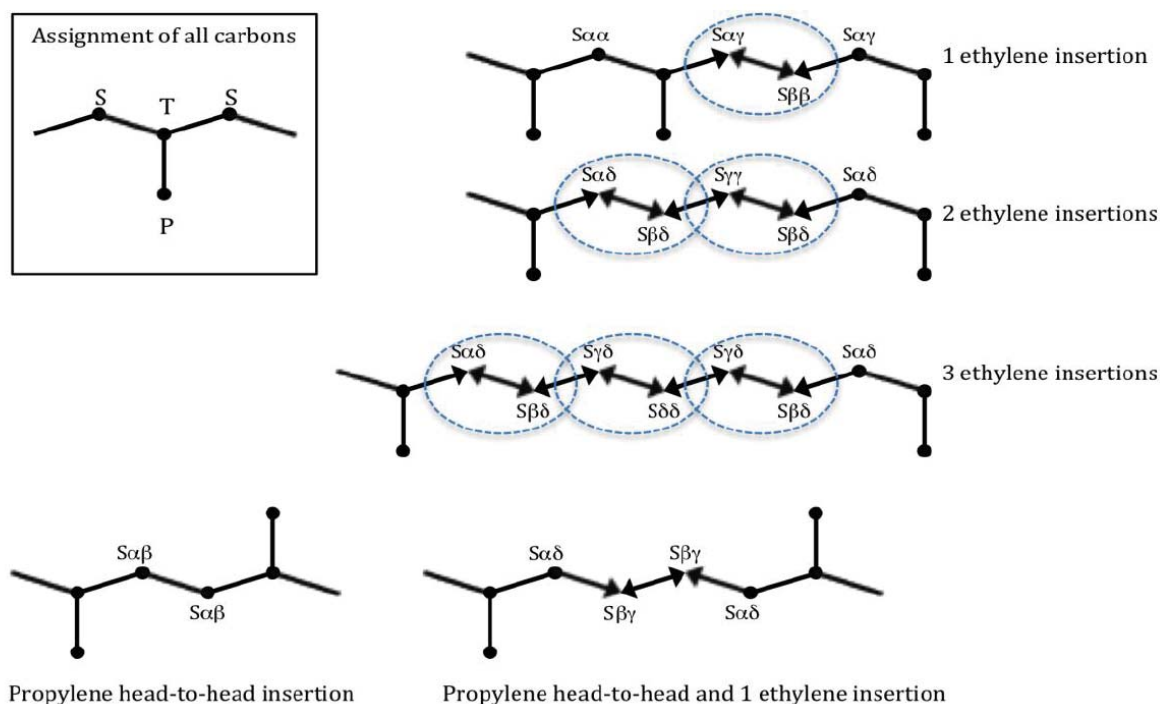 Assignment of all carbons
S T S
P
Sαα Sαγ Sαγ
Sββ
1 ethylene insertion
Sαδ Sγγ Sαδ
Sβδ Sβδ
2 ethylene insertions
Sαδ Sγδ Sγδ Sαδ
Sβδ Sδδ Sβδ
3 ethylene insertions
Sαβ
Sαβ
Propylene head-to-head insertion
Sαδ Sβγ
Sβγ Sαδ
Propylene head-to-head and 1 ethylene insertion